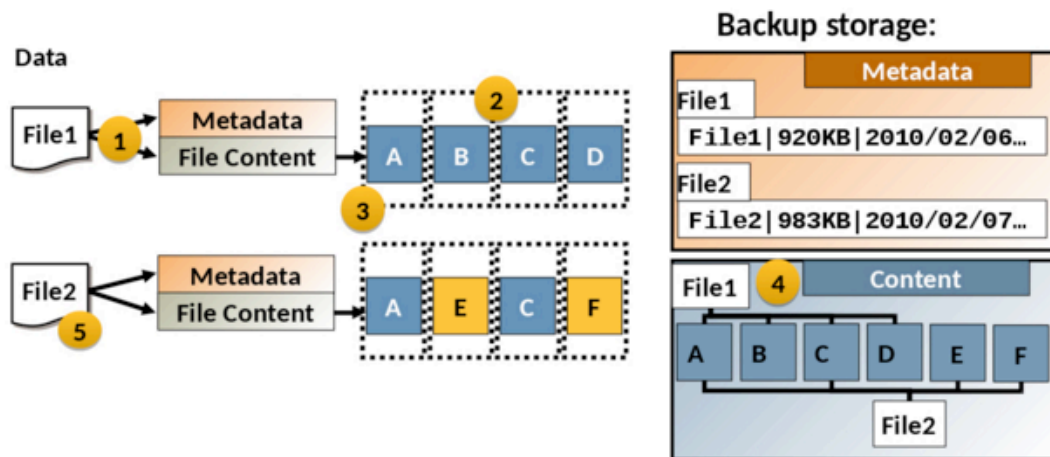 Backup storage:
Data
Metadata
File1
File1|920KB|2010/02/06…
File2
File2|983KB|2010/02/07…
File1
1
Metadata
File Content
2
A B C D
3
File2
5
Metadata
File Content
A E C F
File1
4
Content
A B C D E F
File2